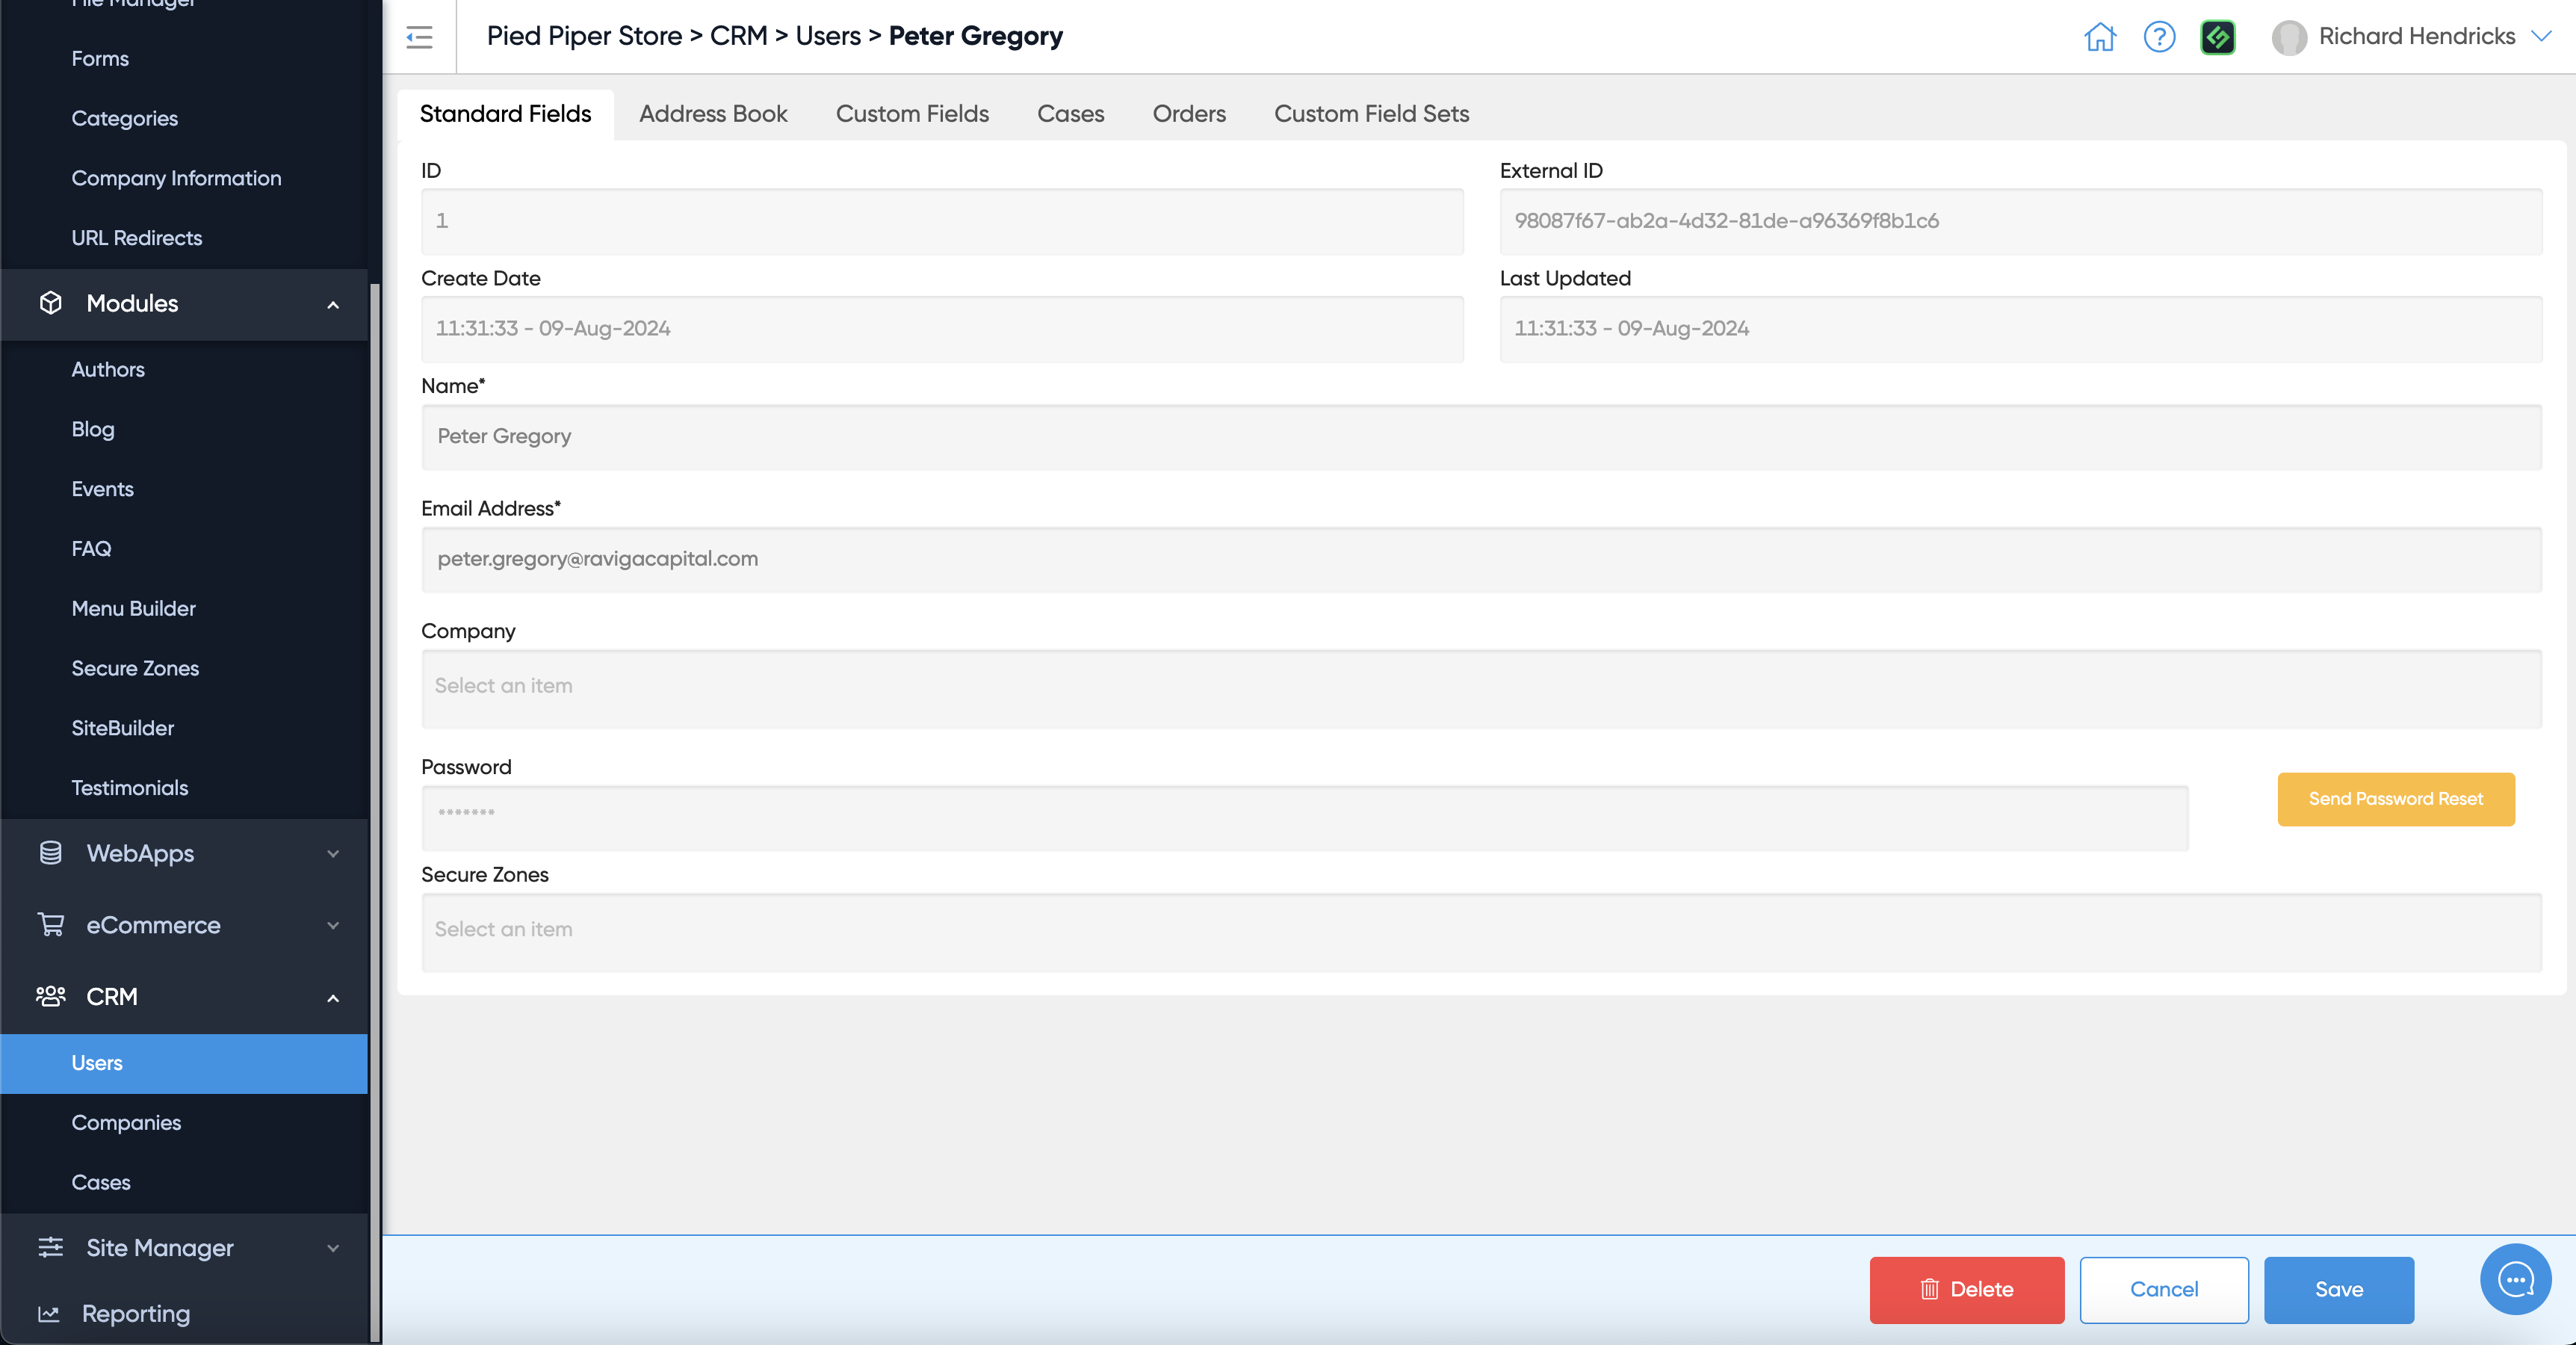 File Manager
Forms
Categories
Company Information
URL Redirects
Modules
Authors
Blog
Events
FAQ
Menu Builder
Secure Zones
SiteBuilder
Testimonials
WebApps
eCommerce
CRM
Users
Companies
Cases
Site Manager
Reporting
Pied Piper Store > CRM > Users > Peter Gregory
Richard Hendricks
Standard Fields Address Book Custom Fields Cases Orders Custom Field Sets
ID
1
External ID
98087f67-ab2a-4d32-81de-a96369f8b1c6
Create Date
11:31:33 - 09-Aug-2024
Last Updated
11:31:33 - 09-Aug-2024
Name*
Peter Gregory
Email Address*
peter.gregory@ravigacapital.com
Company
Select an item
Password
*******
Send Password Reset
Secure Zones
Select an item
Delete
Cancel
Save